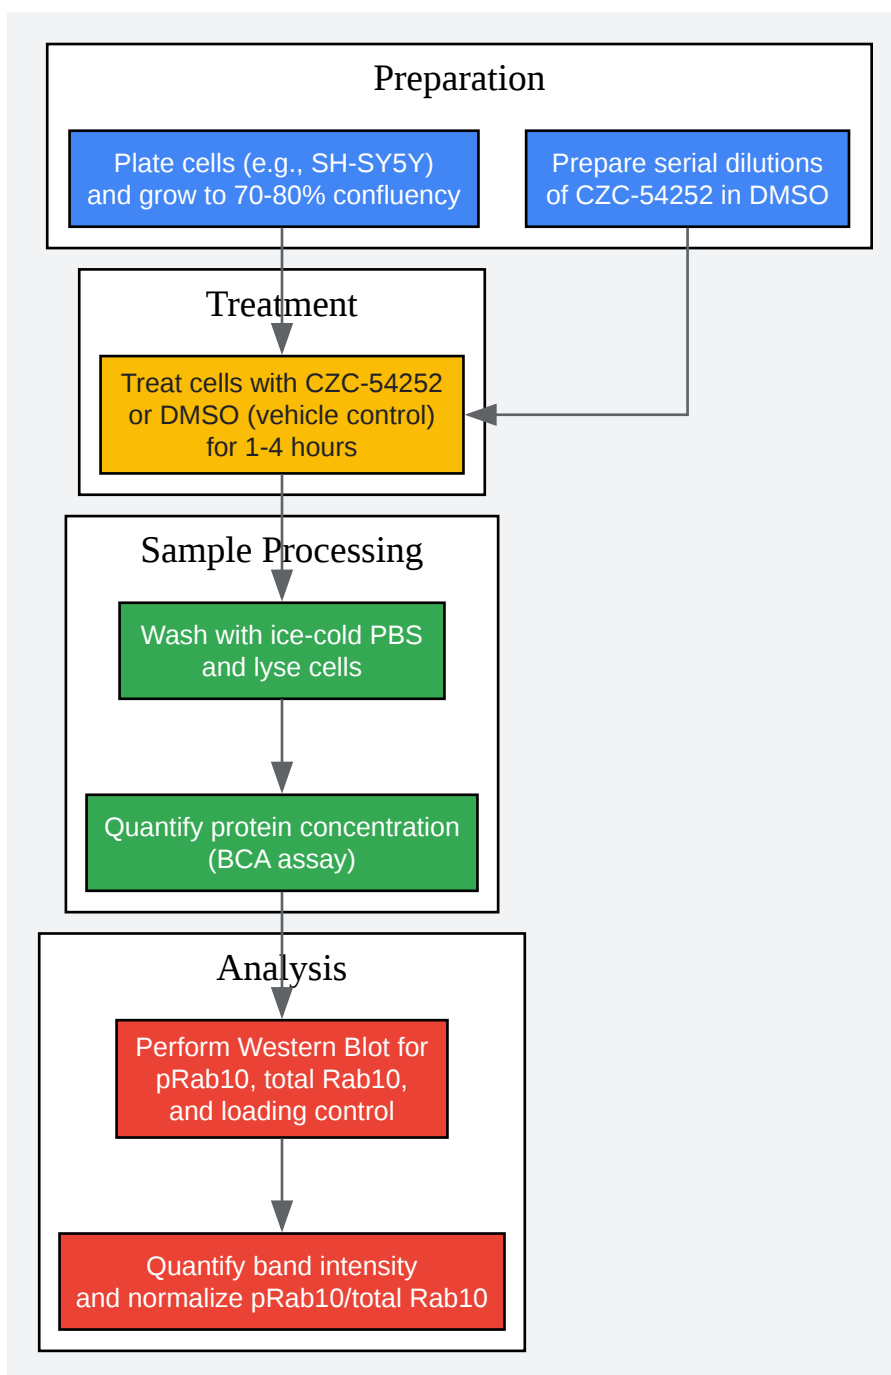 Preparation
Plate cells (e.g., SH-SY5Y)
and grow to 70-80% confluency
Prepare serial dilutions
of CZC-54252 in DMSO
Treatment
Treat cells with CZC-54252
or DMSO (vehicle control)
for 1-4 hours
Sample Processing
Wash with ice-cold PBS
and lyse cells
Quantify protein concentration
(BCA assay)
Analysis
Perform Western Blot for
pRab10, total Rab10,
and loading control
Quantify band intensity
and normalize pRab10/total Rab10